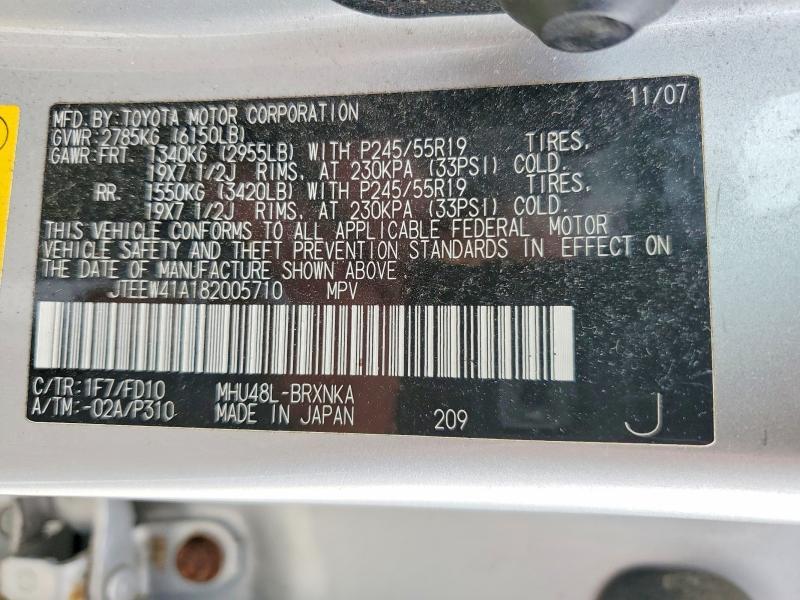 MFD. BY: TOYOTA MOTOR CORPORATION 11/07
GVWR: 2785KG (6150LB)
GAWR: FRT 1340KG (2955LB) WITH P245/55R19 TIRES,
19X7 1/2J RIMS, AT 230KPA (33PSI) COLD.
RR. 1550KG (3420LB) WITH P245/55R19 TIRES,
19X7 1/2J RIMS, AT 230KPA (33PSI) COLD.
THIS VEHICLE CONFORMS TO ALL APPLICABLE FEDERAL MOTOR
VEHICLE SAFETY AND THEFT PREVENTION STANDARDS IN EFFECT ON
THE DATE OF MANUFACTURE SHOWN ABOVE.
JTEEW41A182005710 MPV
C/TR: 1F7/FD10 MHU48L-BRXNKA
A/TM: -02A/P310 MADE IN JAPAN 209 J